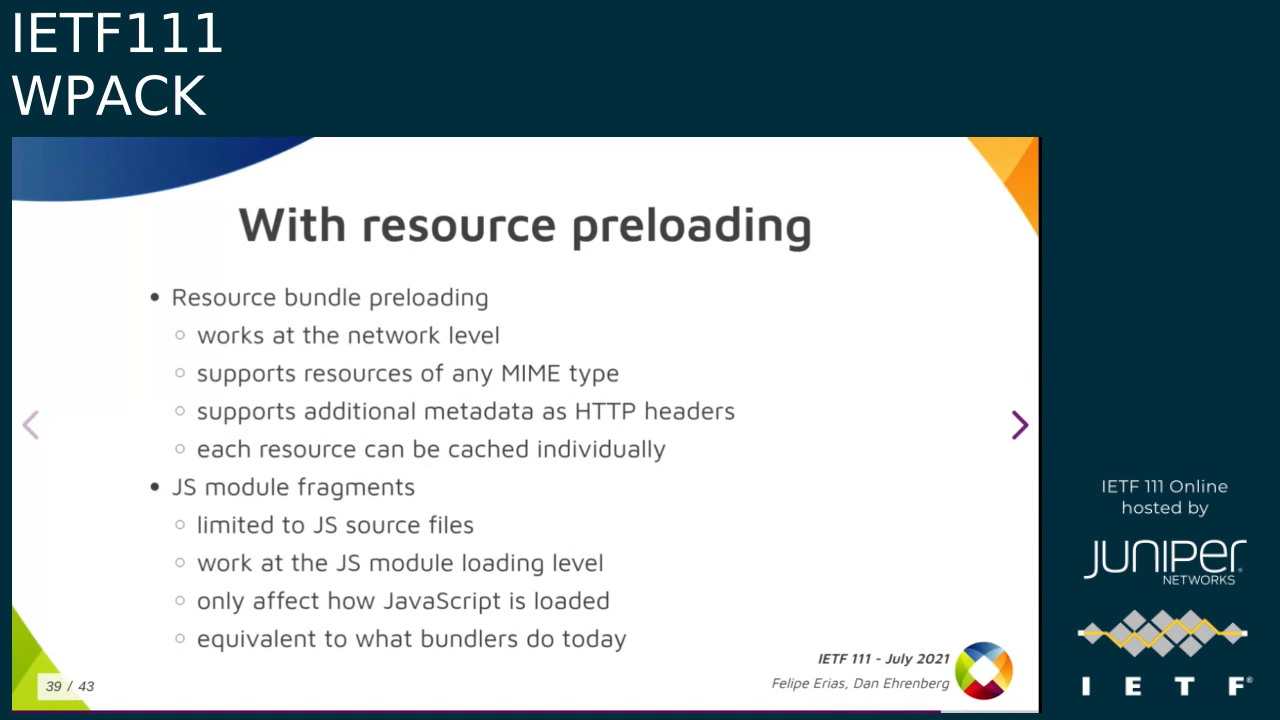 IETF111
WPACK
With resource preloading
• Resource bundle preloading
○ works at the network level
○ supports resources of any MIME type
○ supports additional metadata as HTTP headers
○ each resource can be cached individually
• JS module fragments
○ limited to JS source files
○ work at the JS module loading level
○ only affect how JavaScript is loaded
○ equivalent to what bundlers do today
IETF 111 - July 2021
Felipe Erias, Dan Ehrenberg
39 / 43
IETF 111 Online
hosted by
JUNIPER
NETWORKS
I E T F®